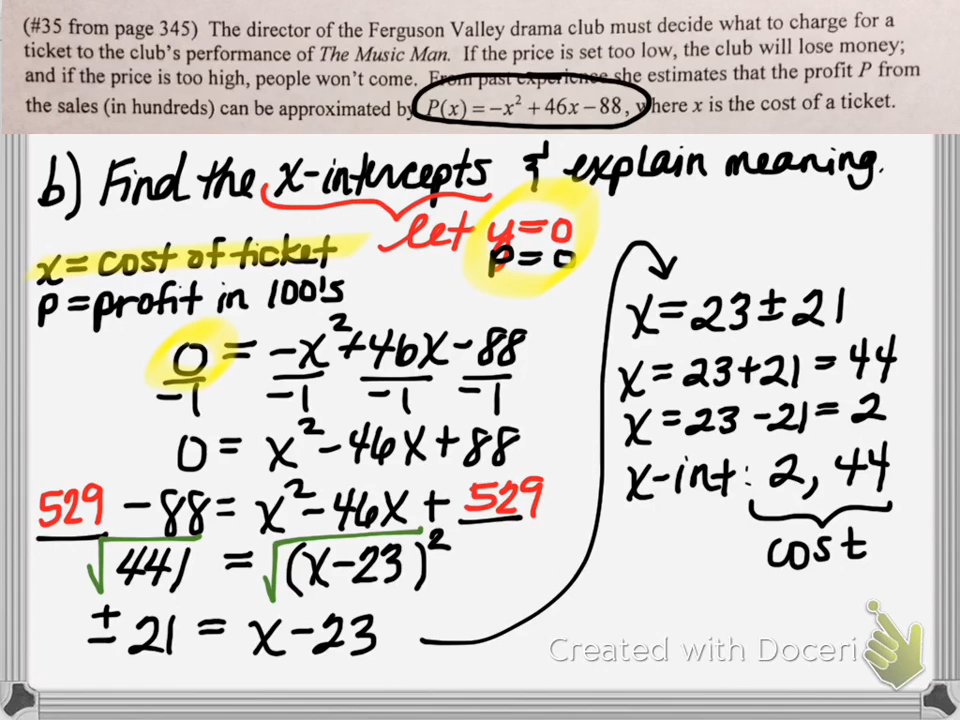 (#35 from page 345) The director of the Ferguson Valley drama club must decide what to charge for a
ticket to the club's performance of The Music Man. If the price is set too low, the club will lose money;
and if the price is too high, people won't come. From past experience she estimates that the profit P from
the sales (in hundreds) can be approximated by P(x) = −x² + 46x − 88, where x is the cost of a ticket.
b) Find the x-intercepts & explain meaning.
let y=0
P=0
x = cost of ticket
P = profit in 100's
0 = -x² + 46x - 88
-1 -1 -1 -1
0 = x² - 46x + 88
529 - 88 = x² - 46x + 529
√441 = √(x-23)²
± 21 = x - 23
x = 23 ± 21
x = 23 + 21 = 44
x = 23 - 21 = 2
x-int: 2, 44
cost
Created with Doceri